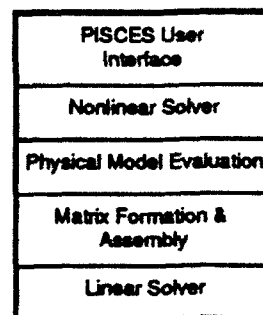 PISCES User
Interface
Nonlinear Solver
Physical Model Evaluation
Matrix Formation &
Assembly
Linear Solver